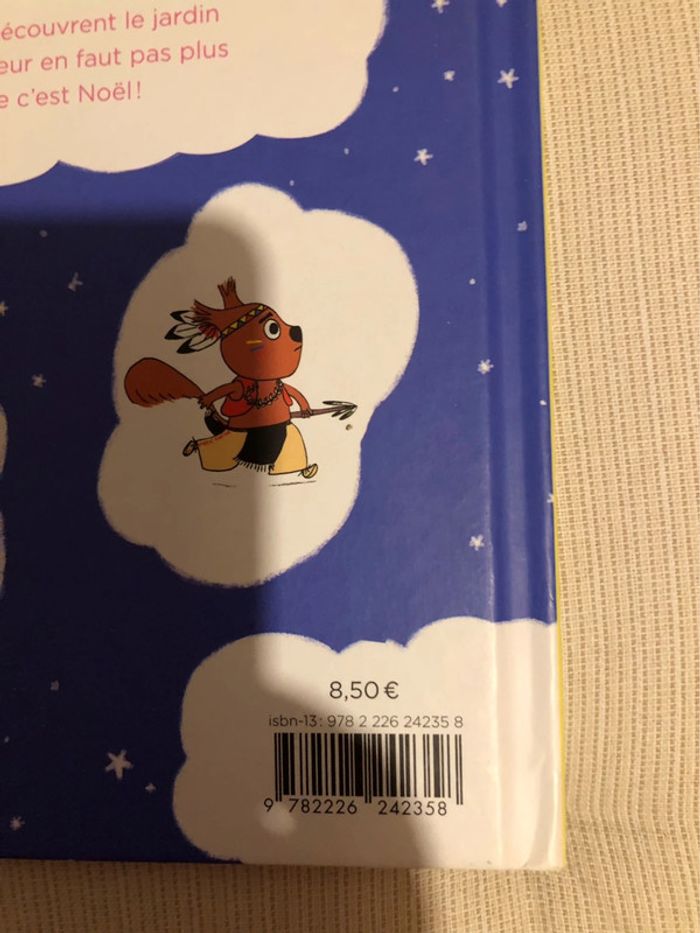 écouvrent le jardin
eur en faut pas plus
e c'est Noël !
8,50 €
isbn-13 : 978 2 226 24235 8
9 782226 242358